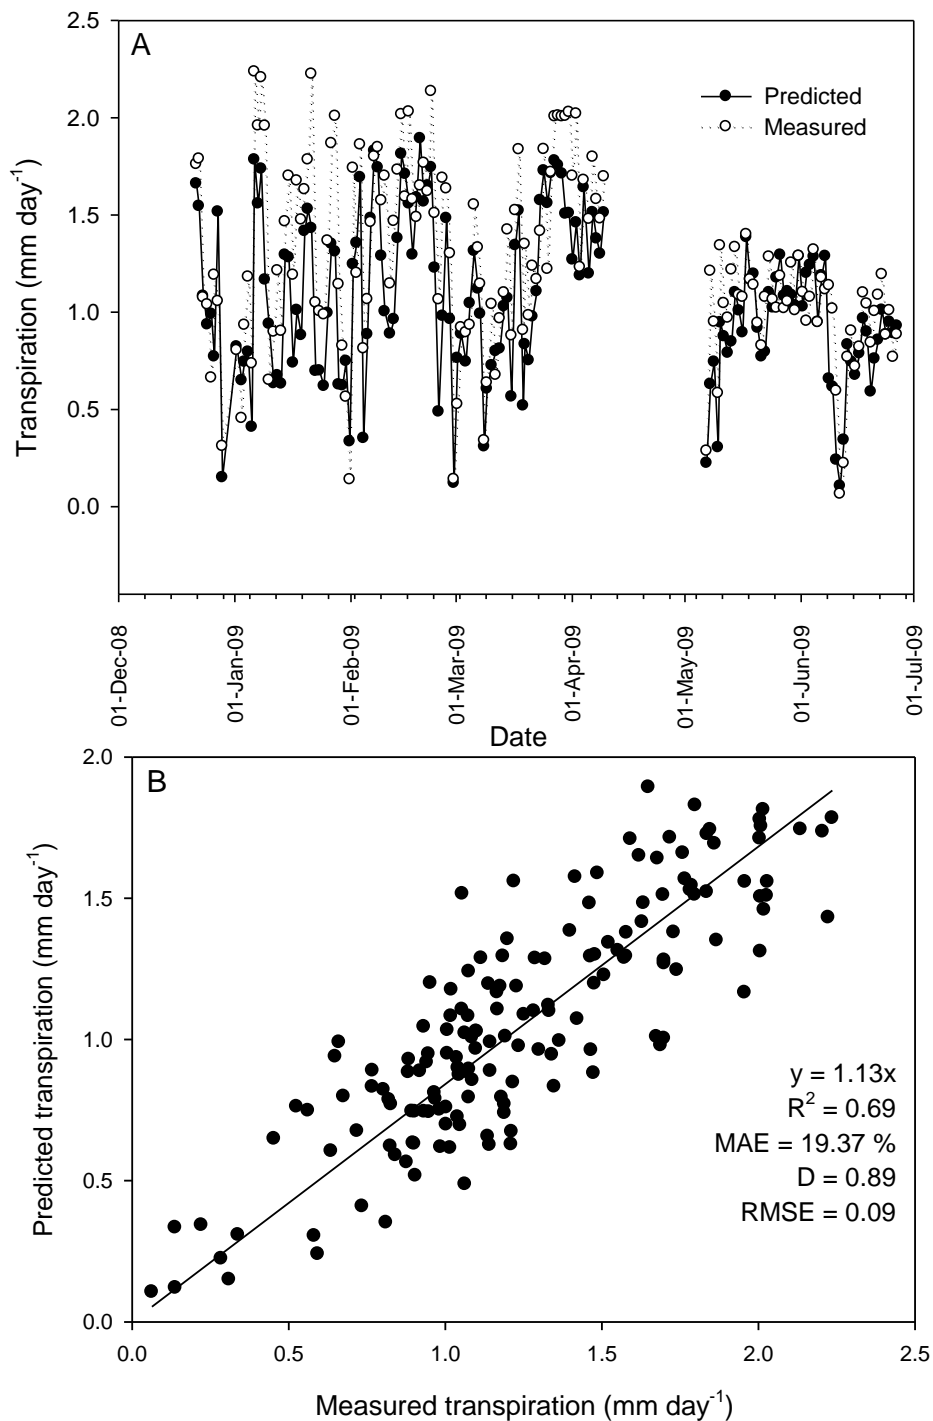 A
2.5
2.0
1.5
1.0
0.5
0.0
Transpiration (mm day⁻¹)
Predicted
Measured
01-Dec-08
01-Jan-09
01-Feb-09
01-Mar-09
01-Apr-09
01-May-09
01-Jun-09
01-Jul-09
Date
B
2.0
1.5
1.0
0.5
0.0
Predicted transpiration (mm day⁻¹)
y = 1.13x
R² = 0.69
MAE = 19.37 %
D = 0.89
RMSE = 0.09
0.0 0.5 1.0 1.5 2.0 2.5
Measured transpiration (mm day⁻¹)